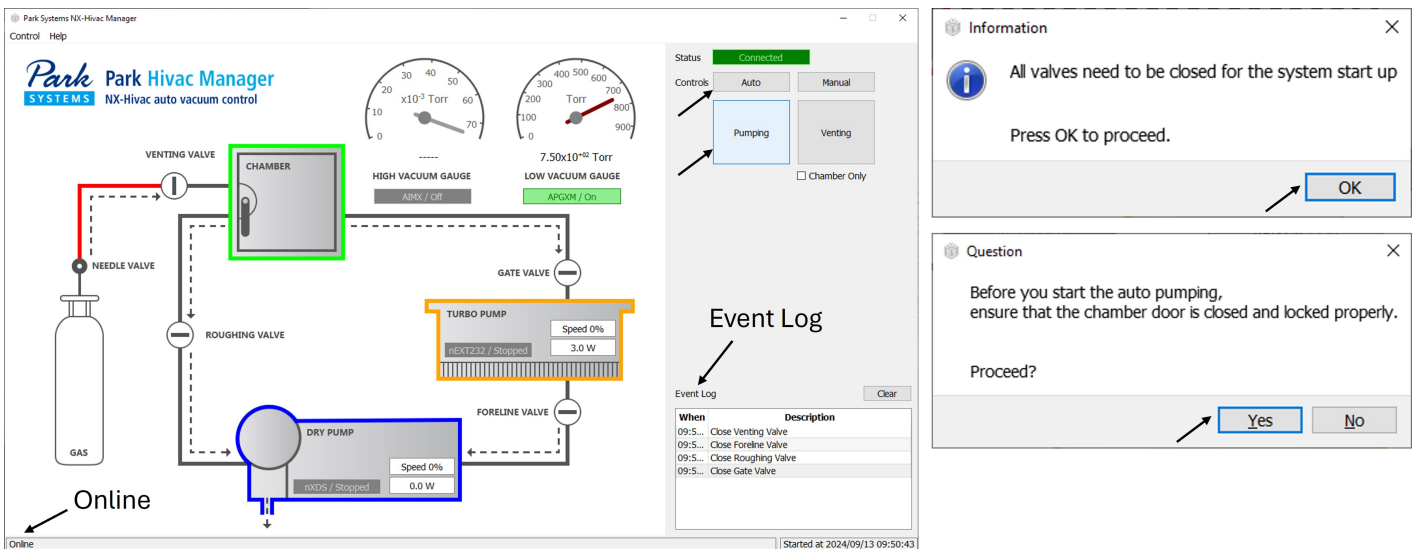 Park Systems NX-Hivac Manager
Control Help
Park
SYSTEMS
Park Hivac Manager
NX-Hivac auto vacuum control
0
10
20
30
40
50
60
70
x10⁻³ Torr
0
100
200
300
400
500
600
700
800
900
Torr
-----
7.50x10⁺⁰² Torr
HIGH VACUUM GAUGE
LOW VACUUM GAUGE
AIMX / Off
APGXM / On
VENTING VALVE
CHAMBER
NEEDLE VALVE
GATE VALVE
ROUGHING VALVE
TURBO PUMP
Speed 0%
nEXT232 / Stopped
3.0 W
FORELINE VALVE
DRY PUMP
Speed 0%
nXDS / Stopped
0.0 W
GAS
Online
Online
Status Connected
Controls Auto Manual
Pumping Venting
Chamber Only
Event Log
Event Log Clear
When Description
09:5... Close Venting Valve
09:5... Close Foreline Valve
09:5... Close Roughing Valve
09:5... Close Gate Valve
Started at 2024/09/13 09:50:43
Information
All valves need to be closed for the system start up
Press OK to proceed.
OK
Question
Before you start the auto pumping,
ensure that the chamber door is closed and locked properly.
Proceed?
Yes No